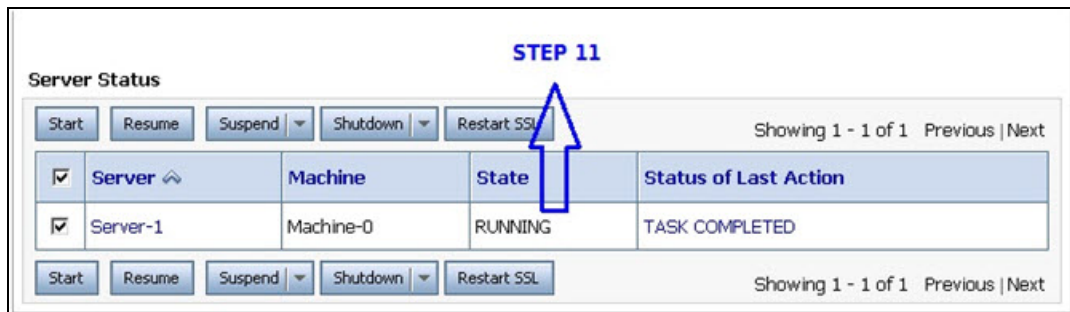 STEP 11
Server Status
Start Resume Suspend Shutdown Restart SSL Showing 1 - 1 of 1 Previous | Next
Server Machine State Status of Last Action
Server-1 Machine-0 RUNNING TASK COMPLETED
Start Resume Suspend Shutdown Restart SSL Showing 1 - 1 of 1 Previous | Next